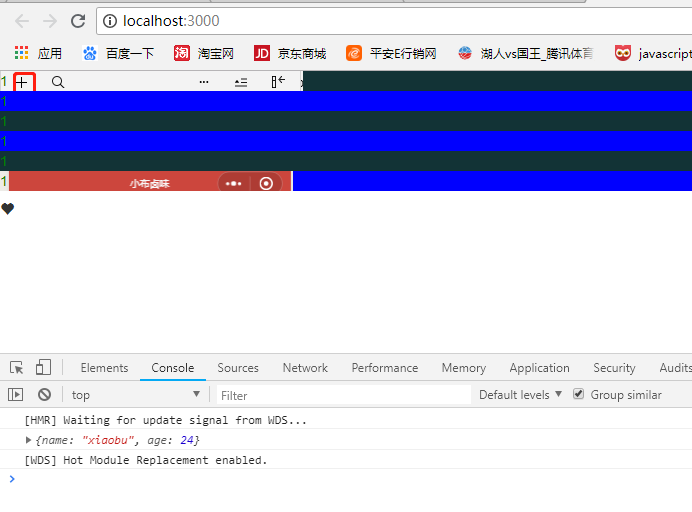 localhost:3000
应用 百度一下 淘宝网 JD 京东商城 平安E行销网 湖人vs国王_腾讯体育 javascript
淘
1
1
1
1
1
1 小布卤味
Elements Console Sources Network Performance Memory Application Security Audits
top Filter Default levels Group similar
[HMR] Waiting for update signal from WDS...
{name: "xiaobu", age: 24}
[WDS] Hot Module Replacement enabled.